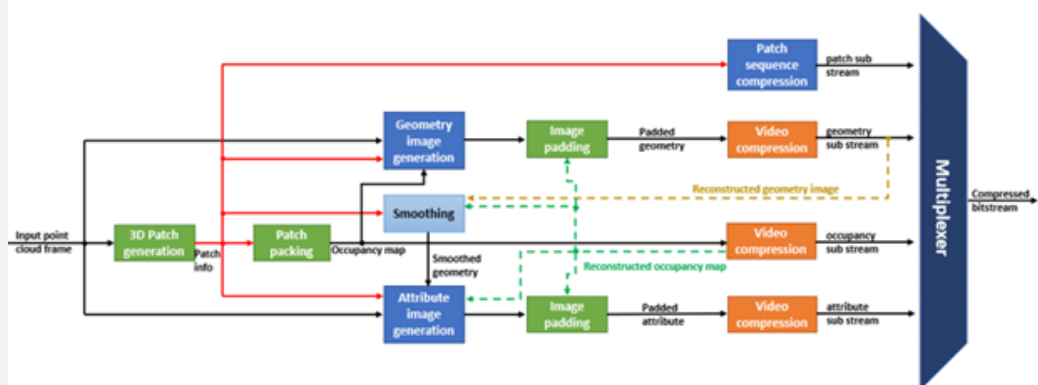 Patch
sequence
compression
patch sub
stream
Geometry
image
generation
Image
padding
Padded
geometry
Video
compression
geometry
sub stream
Reconstructed geometry image
Smoothing
Multiplexer
Compressed
bitstream
Input point
cloud frame
3D Patch
generation
Patch
info
Patch
packing
Occupancy map
Smoothed
geometry
Video
compression
occupancy
sub stream
Reconstructed occupancy map
Attribute
image
generation
Image
padding
Padded
attribute
Video
compression
attribute
sub stream